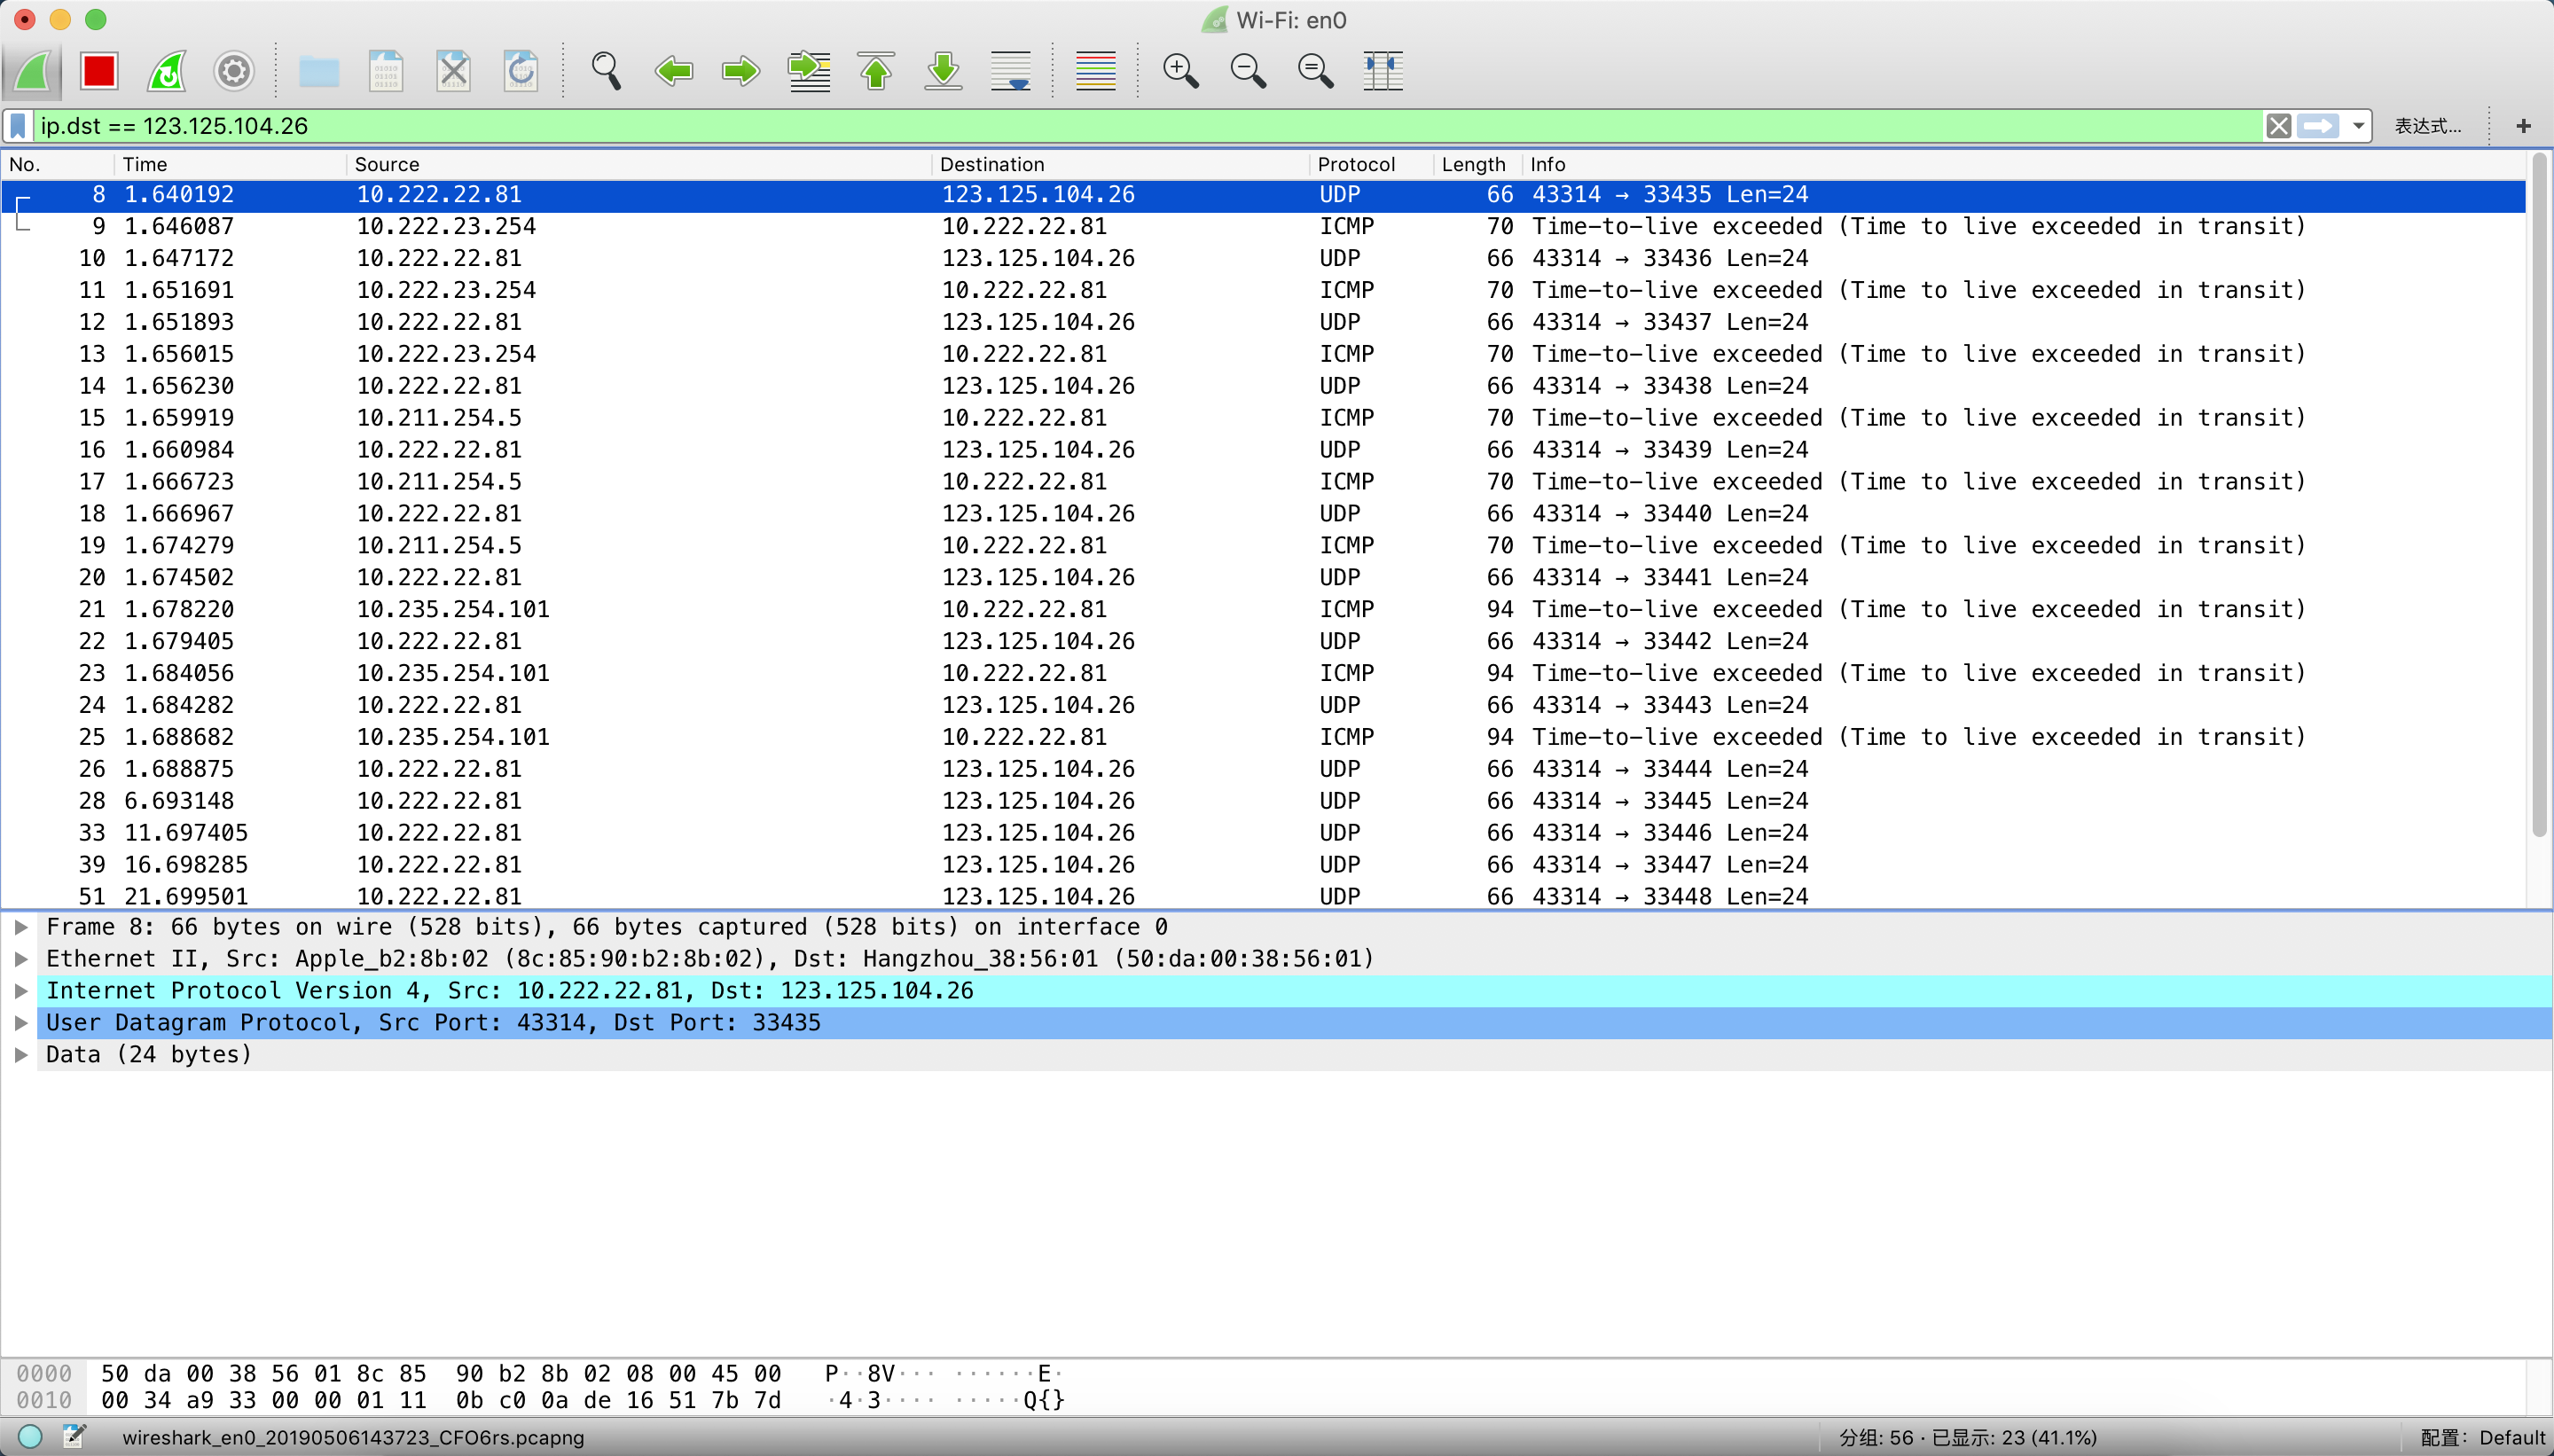 Wi-Fi: en0
ip.dst == 123.125.104.26 表达式… +
No. Time Source Destination Protocol Length Info
8 1.640192 10.222.22.81 123.125.104.26 UDP 66 43314 → 33435 Len=24
9 1.646087 10.222.23.254 10.222.22.81 ICMP 70 Time-to-live exceeded (Time to live exceeded in transit)
10 1.647172 10.222.22.81 123.125.104.26 UDP 66 43314 → 33436 Len=24
11 1.651691 10.222.23.254 10.222.22.81 ICMP 70 Time-to-live exceeded (Time to live exceeded in transit)
12 1.651893 10.222.22.81 123.125.104.26 UDP 66 43314 → 33437 Len=24
13 1.656015 10.222.23.254 10.222.22.81 ICMP 70 Time-to-live exceeded (Time to live exceeded in transit)
14 1.656230 10.222.22.81 123.125.104.26 UDP 66 43314 → 33438 Len=24
15 1.659919 10.211.254.5 10.222.22.81 ICMP 70 Time-to-live exceeded (Time to live exceeded in transit)
16 1.660984 10.222.22.81 123.125.104.26 UDP 66 43314 → 33439 Len=24
17 1.666723 10.211.254.5 10.222.22.81 ICMP 70 Time-to-live exceeded (Time to live exceeded in transit)
18 1.666967 10.222.22.81 123.125.104.26 UDP 66 43314 → 33440 Len=24
19 1.674279 10.211.254.5 10.222.22.81 ICMP 70 Time-to-live exceeded (Time to live exceeded in transit)
20 1.674502 10.222.22.81 123.125.104.26 UDP 66 43314 → 33441 Len=24
21 1.678220 10.235.254.101 10.222.22.81 ICMP 94 Time-to-live exceeded (Time to live exceeded in transit)
22 1.679405 10.222.22.81 123.125.104.26 UDP 66 43314 → 33442 Len=24
23 1.684056 10.235.254.101 10.222.22.81 ICMP 94 Time-to-live exceeded (Time to live exceeded in transit)
24 1.684282 10.222.22.81 123.125.104.26 UDP 66 43314 → 33443 Len=24
25 1.688682 10.235.254.101 10.222.22.81 ICMP 94 Time-to-live exceeded (Time to live exceeded in transit)
26 1.688875 10.222.22.81 123.125.104.26 UDP 66 43314 → 33444 Len=24
28 6.693148 10.222.22.81 123.125.104.26 UDP 66 43314 → 33445 Len=24
33 11.697405 10.222.22.81 123.125.104.26 UDP 66 43314 → 33446 Len=24
39 16.698285 10.222.22.81 123.125.104.26 UDP 66 43314 → 33447 Len=24
51 21.699501 10.222.22.81 123.125.104.26 UDP 66 43314 → 33448 Len=24
Frame 8: 66 bytes on wire (528 bits), 66 bytes captured (528 bits) on interface 0
Ethernet II, Src: Apple_b2:8b:02 (8c:85:90:b2:8b:02), Dst: Hangzhou_38:56:01 (50:da:00:38:56:01)
Internet Protocol Version 4, Src: 10.222.22.81, Dst: 123.125.104.26
User Datagram Protocol, Src Port: 43314, Dst Port: 33435
Data (24 bytes)
0000 50 da 00 38 56 01 8c 85 90 b2 8b 02 08 00 45 00 P··8V··· ······E·
0010 00 34 a9 33 00 00 01 11 0b c0 0a de 16 51 7b 7d ·4·3···· ·····Q{}
wireshark_en0_20190506143723_CFO6rs.pcapng 分组: 56 · 已显示: 23 (41.1%) 配置: Default